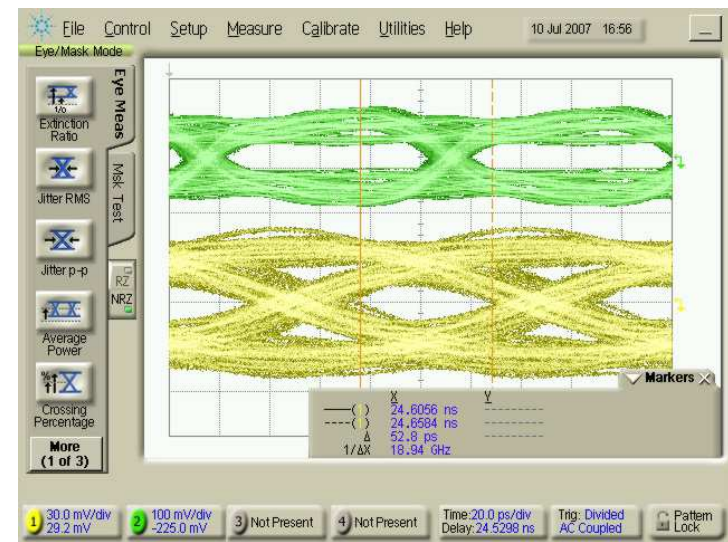 File Control Setup Measure Calibrate Utilities Help 10 Jul 2007 16:56
Eye/Mask Mode
Eye Meas
Msk Test
1/0
Extinction
Ratio
Jitter RMS
Jitter p-p
RZ
NRZ
Average
Power
%
Crossing
Percentage
More
(1 of 3)
Markers X
X Y
——(1) 24.6056 ns --------
----(1) 24.6584 ns --------
Δ 52.8 ps --------
1/ΔX 18.94 GHz
1 30.0 mV/div
29.2 mV
2 100 mV/div
-225.0 mV
3 Not Present
4 Not Present
Time:20.0 ps/div
Delay:24.5298 ns
Trig: Divided
AC Coupled
Pattern
Lock